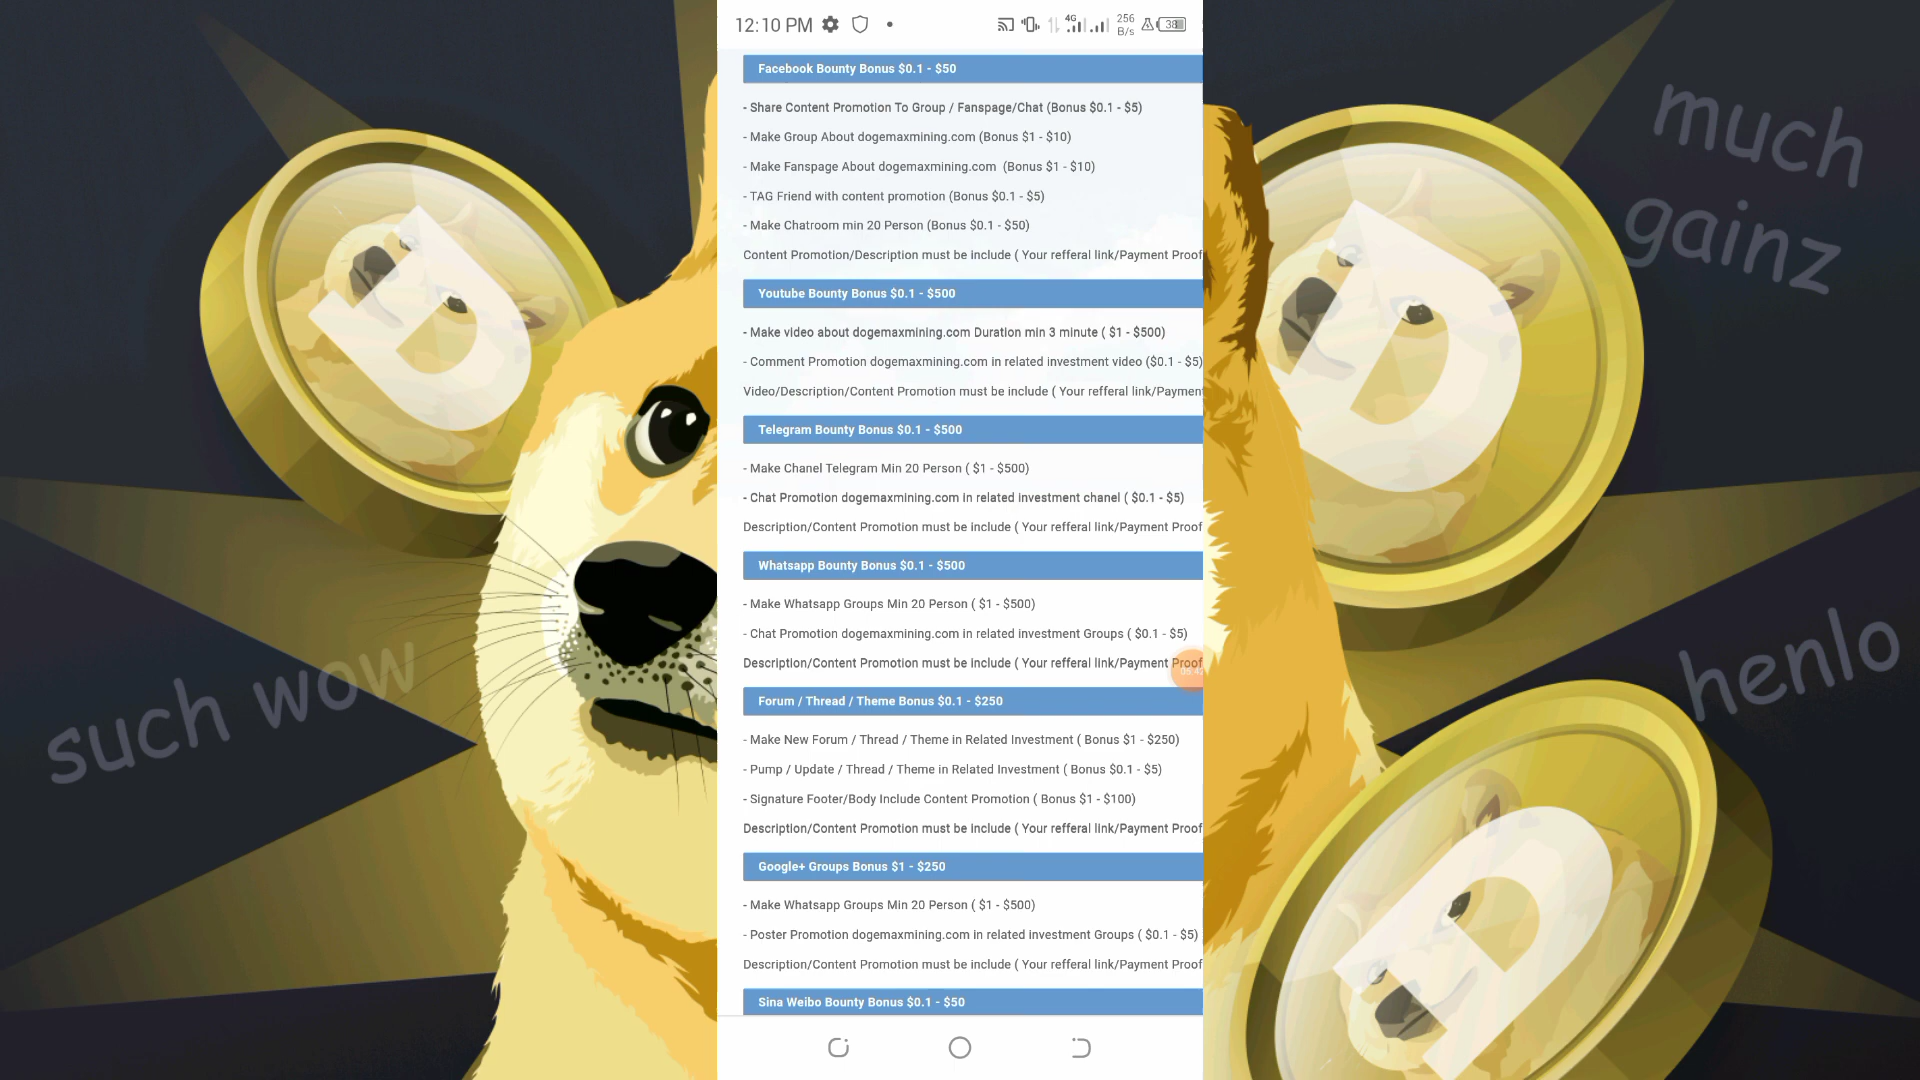 12:10 PM
4G
256
B/s
38
Facebook Bounty Bonus $0.1 - $50
- Share Content Promotion To Group / Fanspage/Chat (Bonus $0.1 - $5)
- Make Group About dogemaxmining.com (Bonus $1 - $10)
- Make Fanspage About dogemaxmining.com (Bonus $1 - $10)
- TAG Friend with content promotion (Bonus $0.1 - $5)
- Make Chatroom min 20 Person (Bonus $0.1 - $50)
Content Promotion/Description must be include ( Your refferal link/Payment Proof
Youtube Bounty Bonus $0.1 - $500
- Make video about dogemaxmining.com Duration min 3 minute ( $1 - $500)
- Comment Promotion dogemaxmining.com in related investment video ($0.1 - $5)
Video/Description/Content Promotion must be include ( Your refferal link/Payment
Telegram Bounty Bonus $0.1 - $500
- Make Chanel Telegram Min 20 Person ( $1 - $500)
- Chat Promotion dogemaxmining.com in related investment chanel ( $0.1 - $5)
Description/Content Promotion must be include ( Your refferal link/Payment Proof
Whatsapp Bounty Bonus $0.1 - $500
- Make Whatsapp Groups Min 20 Person ( $1 - $500)
- Chat Promotion dogemaxmining.com in related investment Groups ( $0.1 - $5)
Description/Content Promotion must be include ( Your refferal link/Payment Proof
Forum / Thread / Theme Bonus $0.1 - $250
- Make New Forum / Thread / Theme in Related Investment ( Bonus $1 - $250)
- Pump / Update / Thread / Theme in Related Investment ( Bonus $0.1 - $5)
- Signature Footer/Body Include Content Promotion ( Bonus $1 - $100)
Description/Content Promotion must be include ( Your refferal link/Payment Proof
Google+ Groups Bonus $1 - $250
- Make Whatsapp Groups Min 20 Person ( $1 - $500)
- Poster Promotion dogemaxmining.com in related investment Groups ( $0.1 - $5)
Description/Content Promotion must be include ( Your refferal link/Payment Proof
Sina Weibo Bounty Bonus $0.1 - $50
such wow
much
gainz
henlo